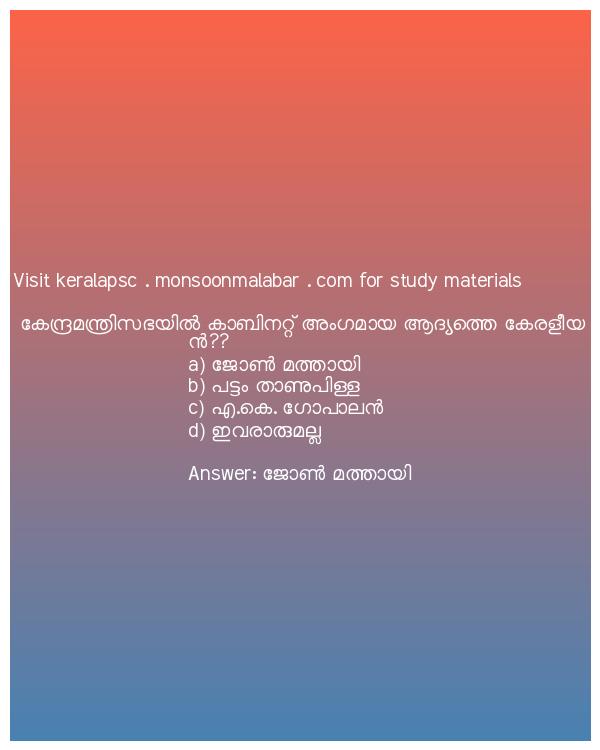 Visit keralapsc . monsoonmalabar . com for study materials
കേന്ദ്രമന്ത്രിസഭയിൽ കാബിനറ്റ് അംഗമായ ആദ്യത്തെ കേരളീയ
ൻ??
a) ജോൺ മത്തായി
b) പട്ടം താണുപിള്ള
c) എ.കെ. ഗോപാലൻ
d) ഇവരാരുമല്ല
Answer: ജോൺ മത്തായി